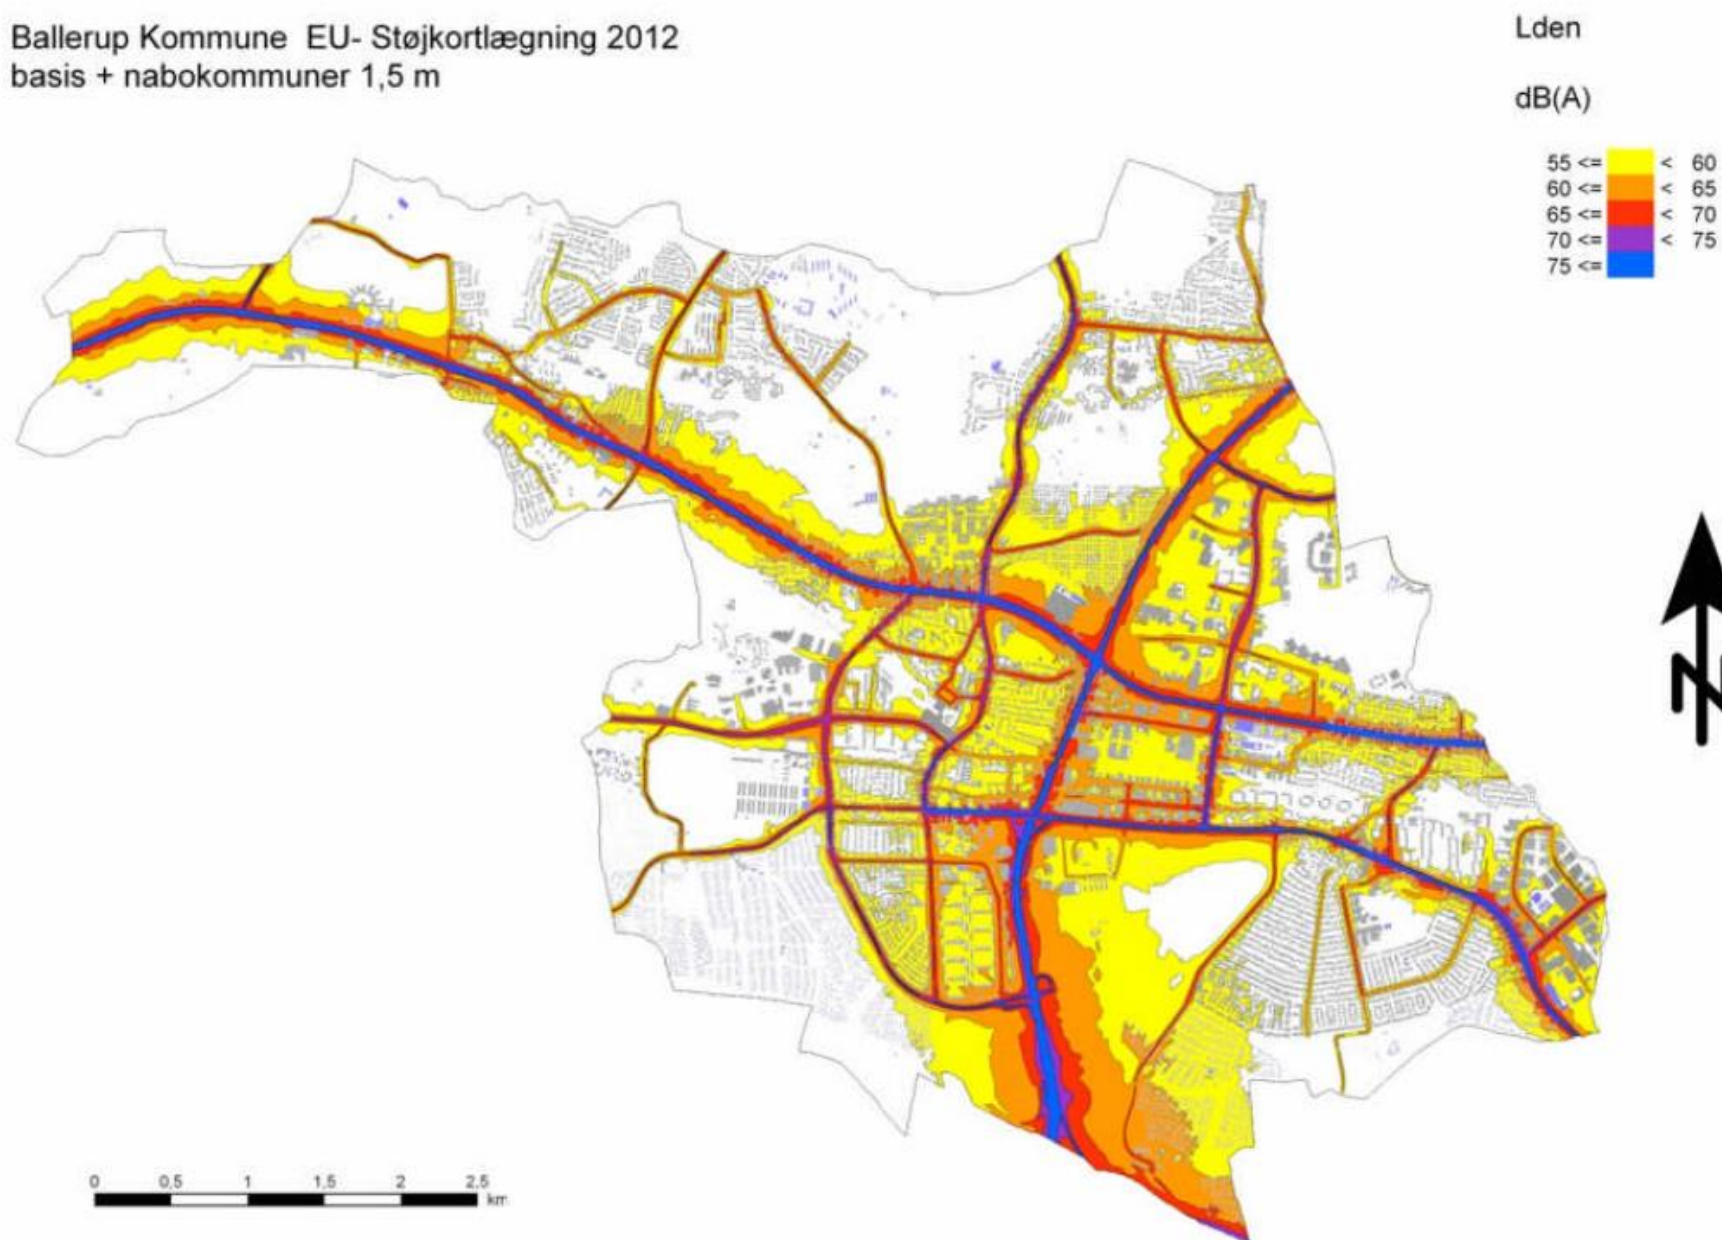 Ballerup Kommune EU- Støjkortlægning 2012
basis + nabokommuner 1,5 m
Lden
dB(A)
55 <= < 60
60 <= < 65
65 <= < 70
70 <= < 75
75 <=
N
0 0,5 1 1,5 2 2,5
km